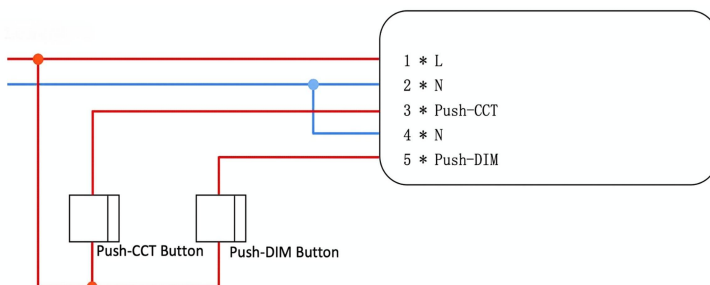 1 * L
2 * N
3 * Push-CCT
4 * N
5 * Push-DIM
Push-CCT Button
Push-DIM Button